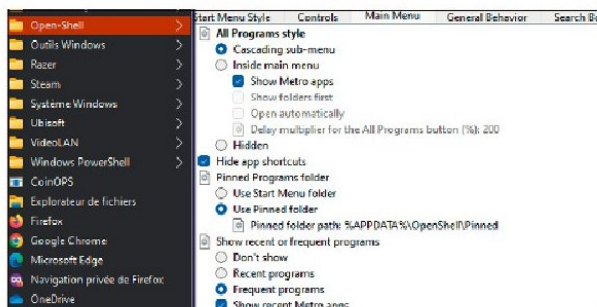 Open-Shell
Outils Windows
Razer
Steam
Système Windows
Ubisoft
VideoLAN
Windows PowerShell
CoinOPS
Explorateur de fichiers
Firefox
Google Chrome
Microsoft Edge
Navigation privée de Firefox
OneDrive
Start Menu Style
Controls
Main Menu
General Behavior
Search
All Programs style
Cascading sub-menu
Inside main menu
Show Metro apps
Show folders first
Open automatically
Delay multiplier for the All Programs button (%): 200
Hidden
Hide app shortcuts
Pinned Programs folder
Use Start Menu folder
Use Pinned folder
Pinned folder path: %APPDATA%\OpenShell\Pinned
Show recent or frequent programs
Don't show
Recent programs
Frequent programs
Show recent Metro apps